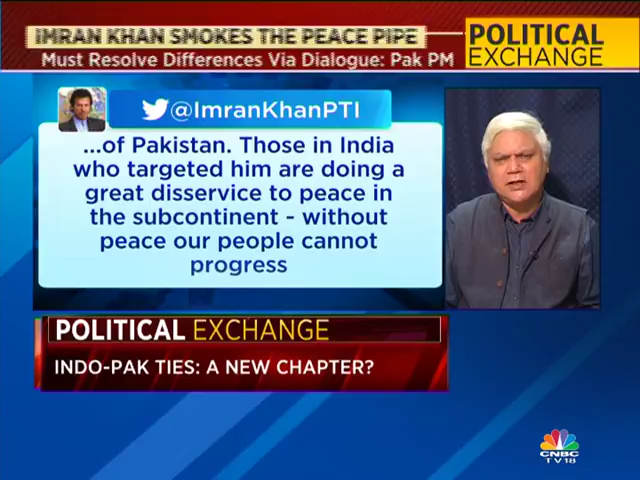 IMRAN KHAN SMOKES THE PEACE PIPE
Must Resolve Differences Via Dialogue: Pak PM
POLITICAL
EXCHANGE
@ImranKhanPTI
...of Pakistan. Those in India
who targeted him are doing a
great disservice to peace in
the subcontinent - without
peace our people cannot
progress
POLITICAL EXCHANGE
INDO-PAK TIES: A NEW CHAPTER?
CNBC
TV18